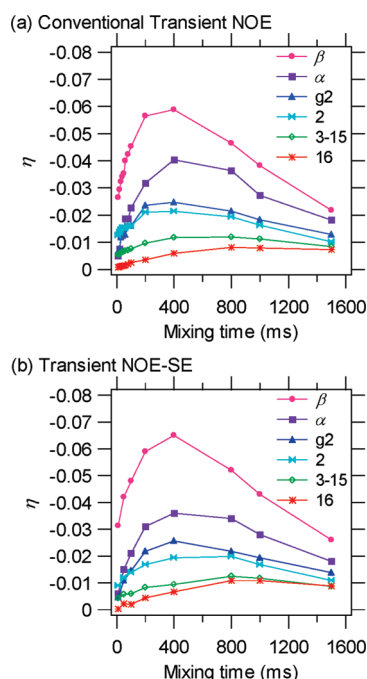 (a) Conventional Transient NOE
-0.08
-0.07
-0.06
-0.05
-0.04
-0.03
-0.02
-0.01
0
η
β
α
g2
2
3-15
16
0 400 800 1200 1600
Mixing time (ms)
(b) Transient NOE-SE
-0.08
-0.07
-0.06
-0.05
-0.04
-0.03
-0.02
-0.01
0
η
β
α
g2
2
3-15
16
0 400 800 1200 1600
Mixing time (ms)